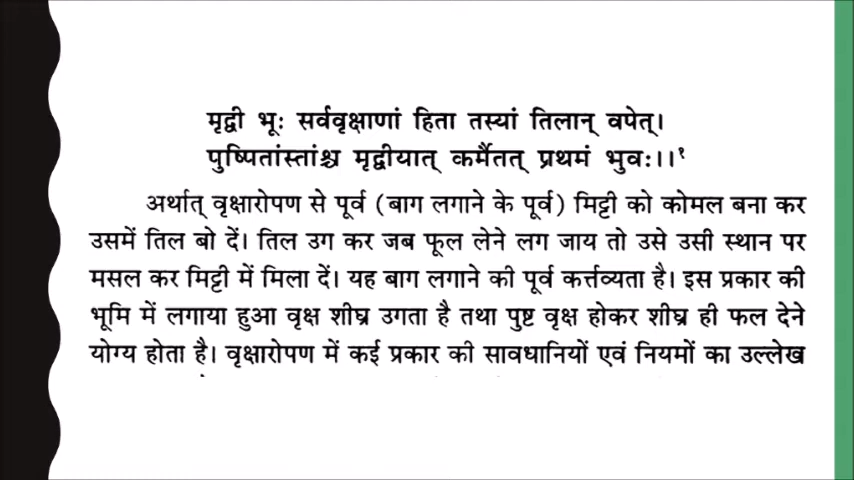 मृद्वी भूः सर्ववृक्षाणां हिता तस्यां तिलान् वपेत्।
पुष्पितांस्तांश्च मृद्वीयात् कर्मैतत् प्रथमं भुवः।।१
अर्थात् वृक्षारोपण से पूर्व (बाग लगाने के पूर्व) मिट्टी को कोमल बना कर
उसमें तिल बो दें। तिल उग कर जब फूल लेने लग जाय तो उसे उसी स्थान पर
मसल कर मिट्टी में मिला दें। यह बाग लगाने की पूर्व कर्त्तव्यता है। इस प्रकार की
भूमि में लगाया हुआ वृक्ष शीघ्र उगता है तथा पुष्ट वृक्ष होकर शीघ्र ही फल देने
योग्य होता है। वृक्षारोपण में कई प्रकार की सावधानियों एवं नियमों का उल्लेख